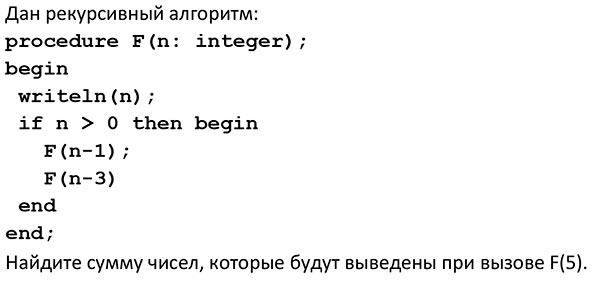 Дан рекурсивный алгоритм:
procedure F(n: integer);
begin
writeln(n);
if n > 0 then begin
F(n-1);
F(n-3)
end
end;
Найдите сумму чисел, которые будут выведены при вызове F(5).